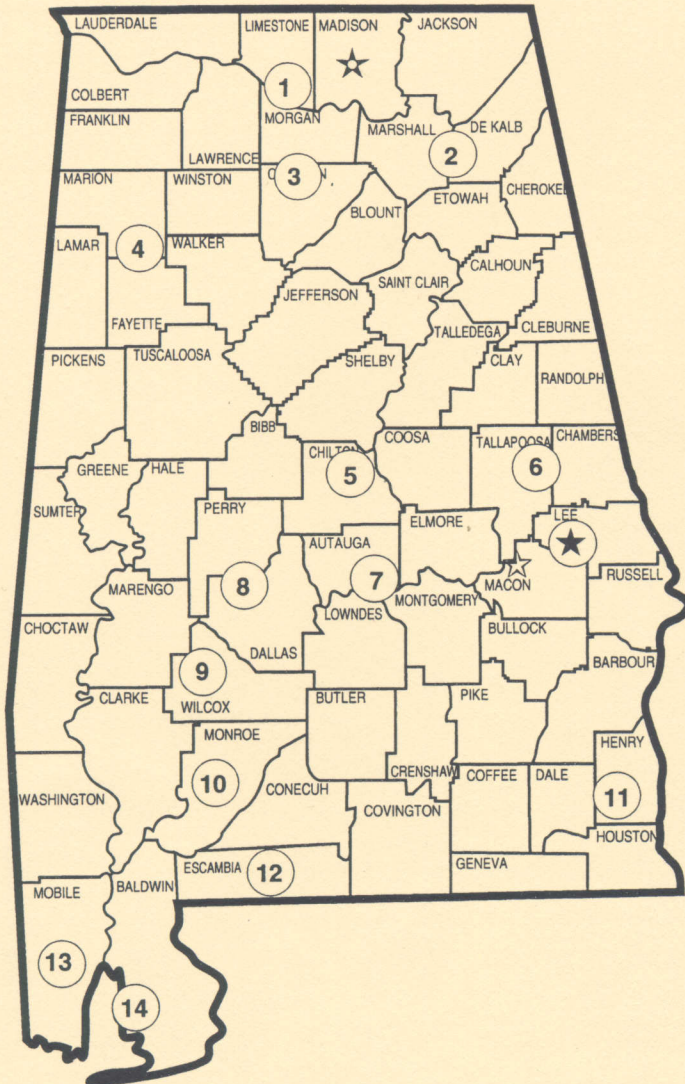 LAUDERDALE
LIMESTONE
MADISON
JACKSON
1
COLBERT
FRANKLIN
MORGAN
MARSHALL
DE KALB
2
LAWRENCE
3
MARION
WINSTON
CHEROKEE
ETOWAH
BLOUNT
LAMAR
4
WALKER
CALHOUN
SAINT CLAIR
JEFFERSON
FAYETTE
TALLEDEGA
CLEBURNE
PICKENS
TUSCALOOSA
SHELBY
CLAY
RANDOLPH
BIBB
COOSA
TALLAPOOSA
CHAMBERS
CHILTON
GREENE
HALE
5
6
SUMTER
PERRY
ELMORE
LEE
AUTAUGA
RUSSELL
MARENGO
8
7
MACON
MONTGOMERY
LOWNDES
CHOCTAW
BULLOCK
DALLAS
BARBOUR
9
CLARKE
WILCOX
BUTLER
PIKE
MONROE
HENRY
10
CRENSHAW
COFFEE
DALE
CONECUH
11
WASHINGTON
COVINGTON
HOUSTON
ESCAMBIA
12
GENEVA
MOBILE
BALDWIN
13
14